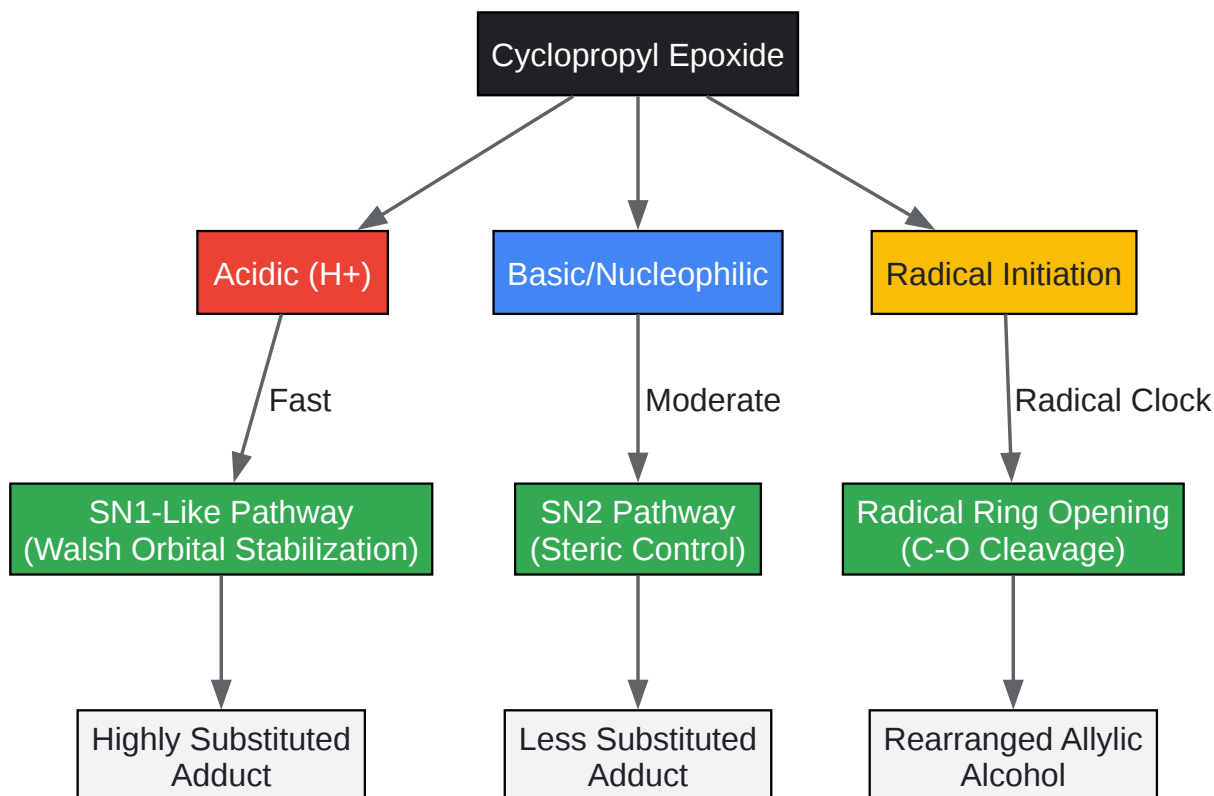 Cyclopropyl Epoxide
Acidic (H+)
Basic/Nucleophilic
Radical Initiation
Fast
Moderate
Radical Clock
SN1-Like Pathway
(Walsh Orbital Stabilization)
SN2 Pathway
(Steric Control)
Radical Ring Opening
(C-O Cleavage)
Highly Substituted
Adduct
Less Substituted
Adduct
Rearranged Allylic
Alcohol